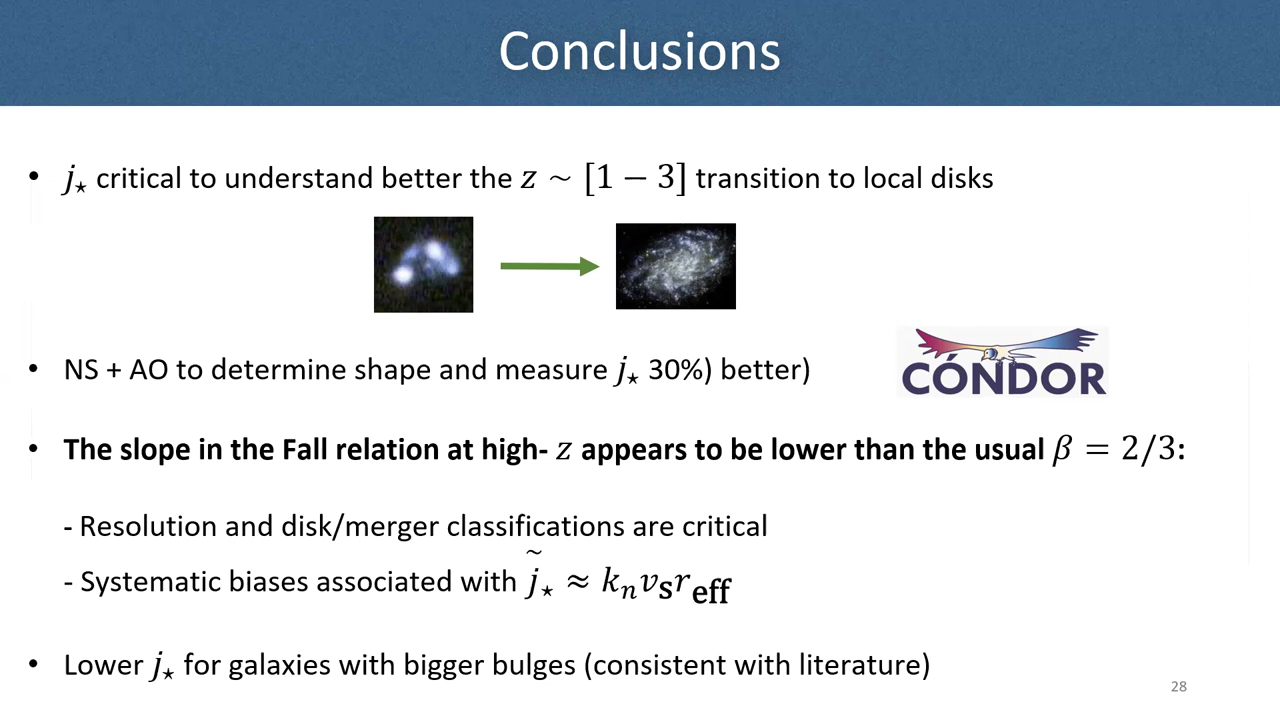 Conclusions
• j⋆ critical to understand better the z ~ [1 − 3] transition to local disks
• NS + AO to determine shape and measure j⋆ 30%) better)
CÓNDOR
• The slope in the Fall relation at high- z appears to be lower than the usual β = 2/3:
- Resolution and disk/merger classifications are critical
- Systematic biases associated with j̃⋆ ≈ kₙvₛr_eff
• Lower j⋆ for galaxies with bigger bulges (consistent with literature)
28